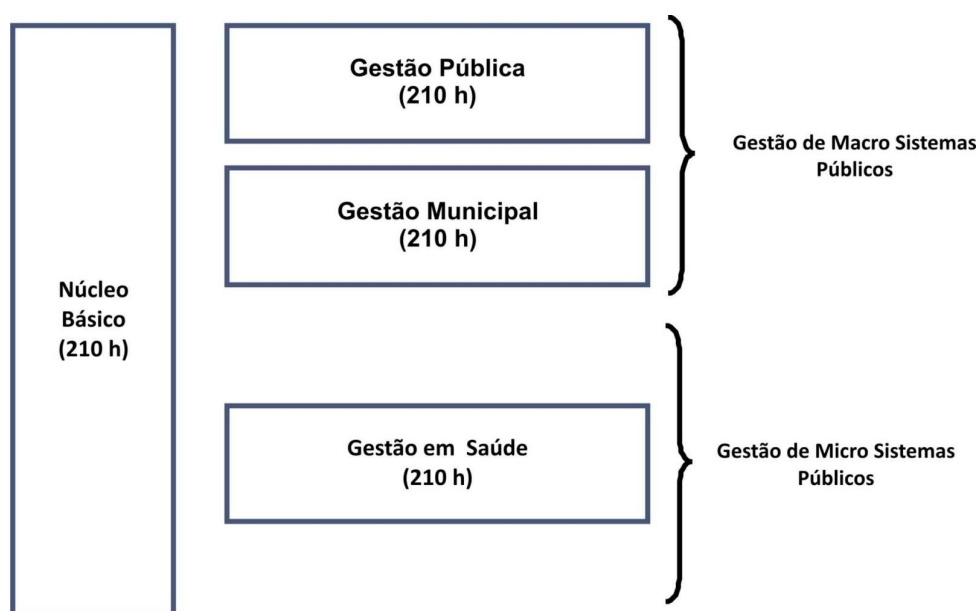 Núcleo
Básico
(210 h)
Gestão Pública
(210 h)
Gestão Municipal
(210 h)
Gestão em Saúde
(210 h)
Gestão de Macro Sistemas
Públicos
Gestão de Micro Sistemas
Públicos